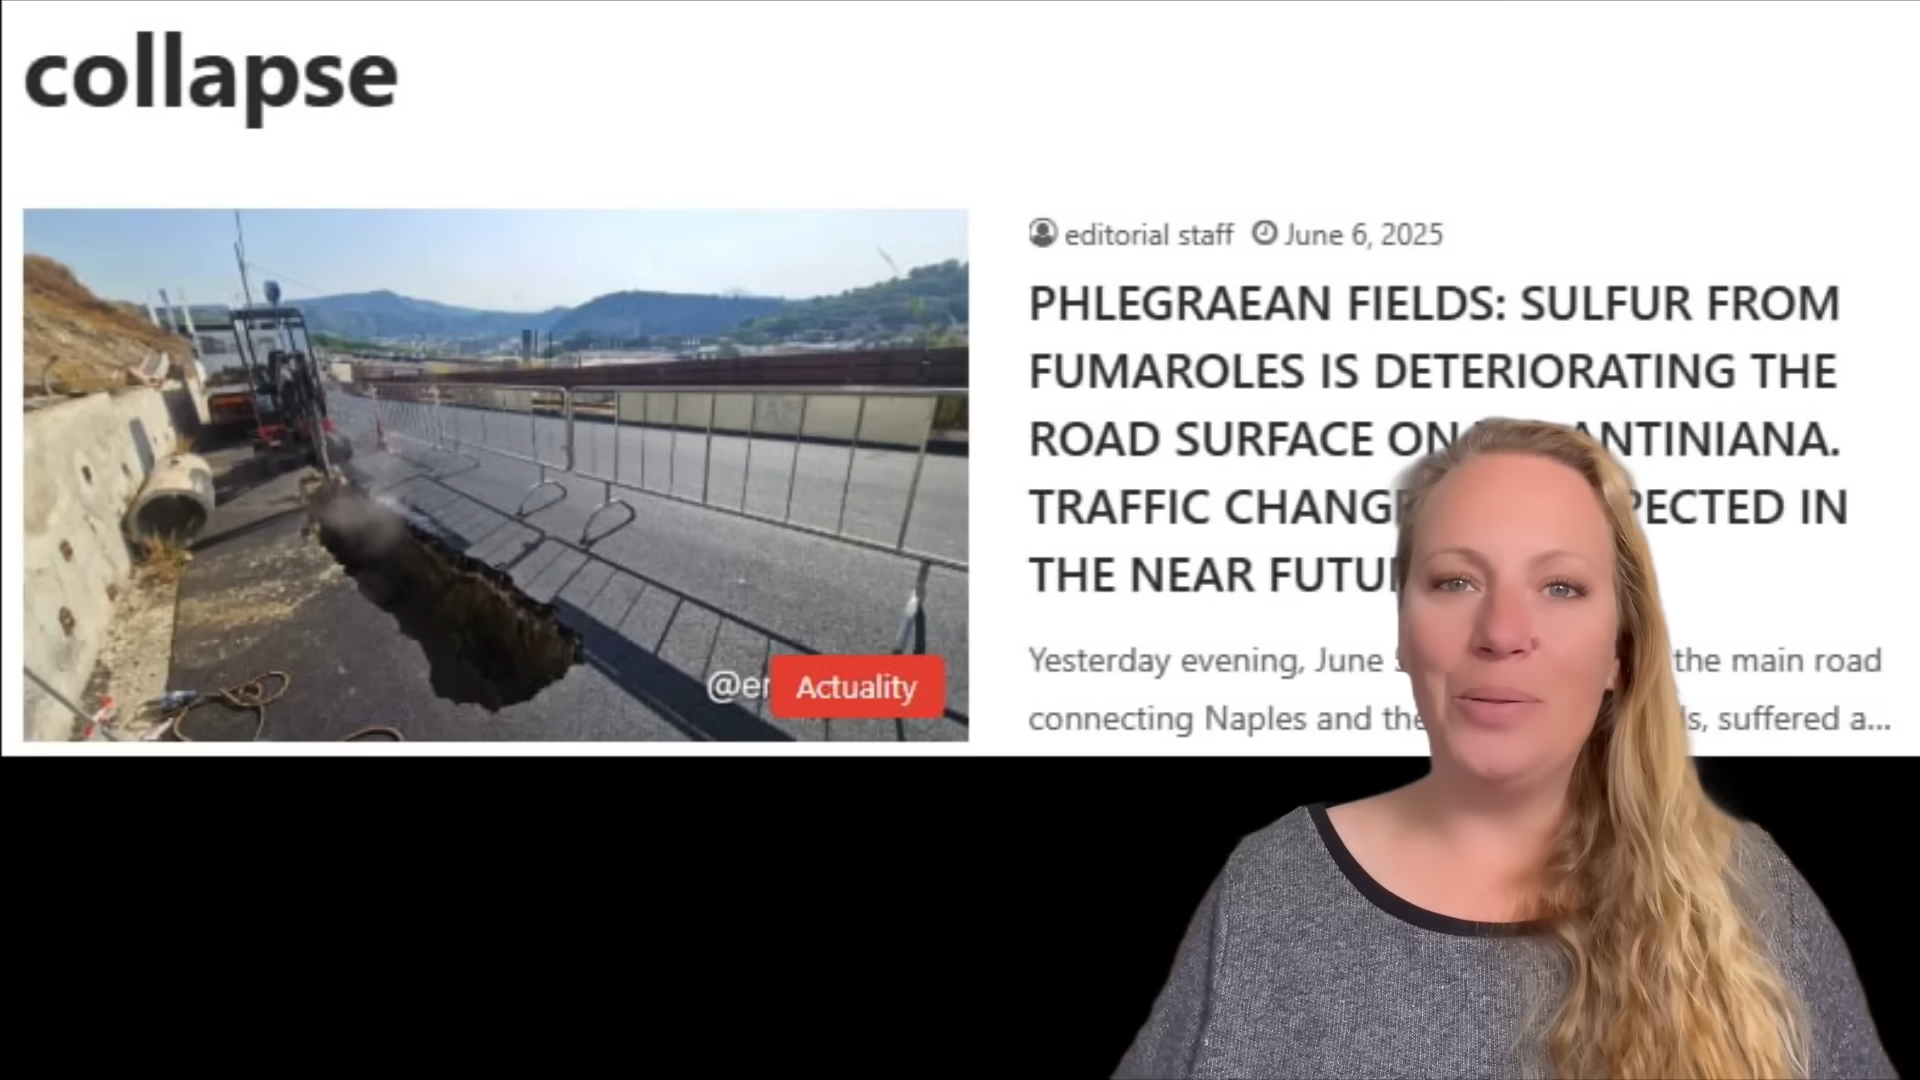 collapse
editorial staff June 6, 2025
PHLEGRAEAN FIELDS: SULFUR FROM
FUMAROLES IS DETERIORATING THE
ROAD SURFACE ON ANTINIANA.
TRAFFIC CHANG PECTED IN
THE NEAR FUTU
Yesterday evening, June the main road
connecting Naples and the suffered a...
@er Actuality